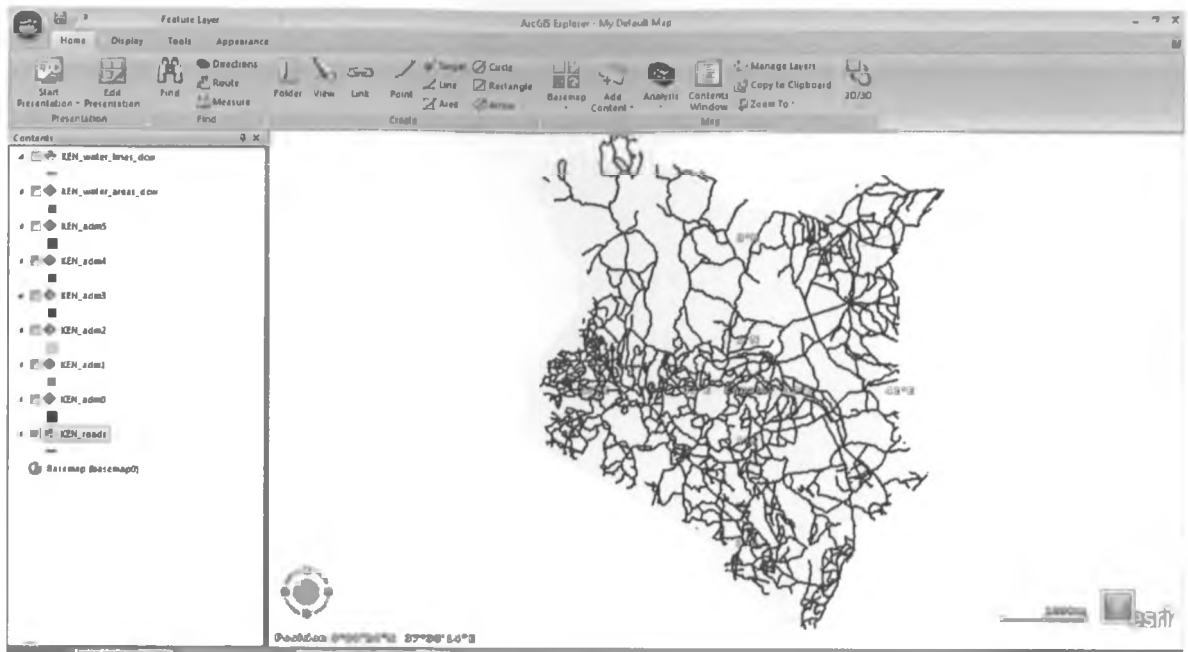 Feature Layer
ArcGIS Explorer - My Default Map
Home Display Tools Appearance
Start Presentation
Edit Presentation
Presentation
Find
Directions
Route
Measure
Find
Folder
View
Link
Point
Target
Line
Area
Circle
Rectangle
Arrow
Create
Basemap
Add Content
Analysis
Contents Window
Manage Layers
Copy to Clipboard
Zoom To
2D/3D
Map
Contents
KEN_water_lines_dcw
KEN_water_areas_dcw
KEN_adm5
KEN_adm4
KEN_adm3
KEN_adm2
KEN_adm1
KEN_adm0
KEN_roads
Basemap (basemap0)
Position
esri